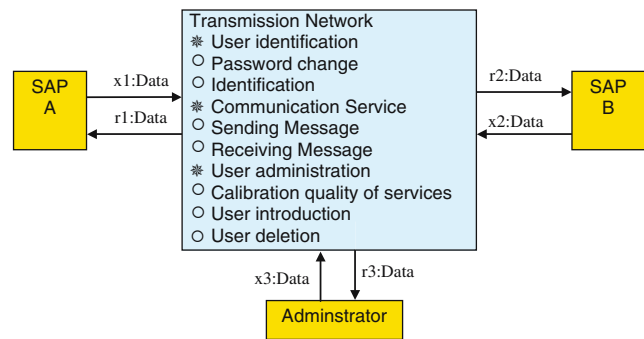 Transmission Network
✵ User identification
○ Password change
○ Identification
✵ Communication Service
○ Sending Message
○ Receiving Message
✵ User administration
○ Calibration quality of services
○ User introduction
○ User deletion
SAP
A
x1:Data
r1:Data
r2:Data
x2:Data
SAP
B
x3:Data
r3:Data
Adminstrator